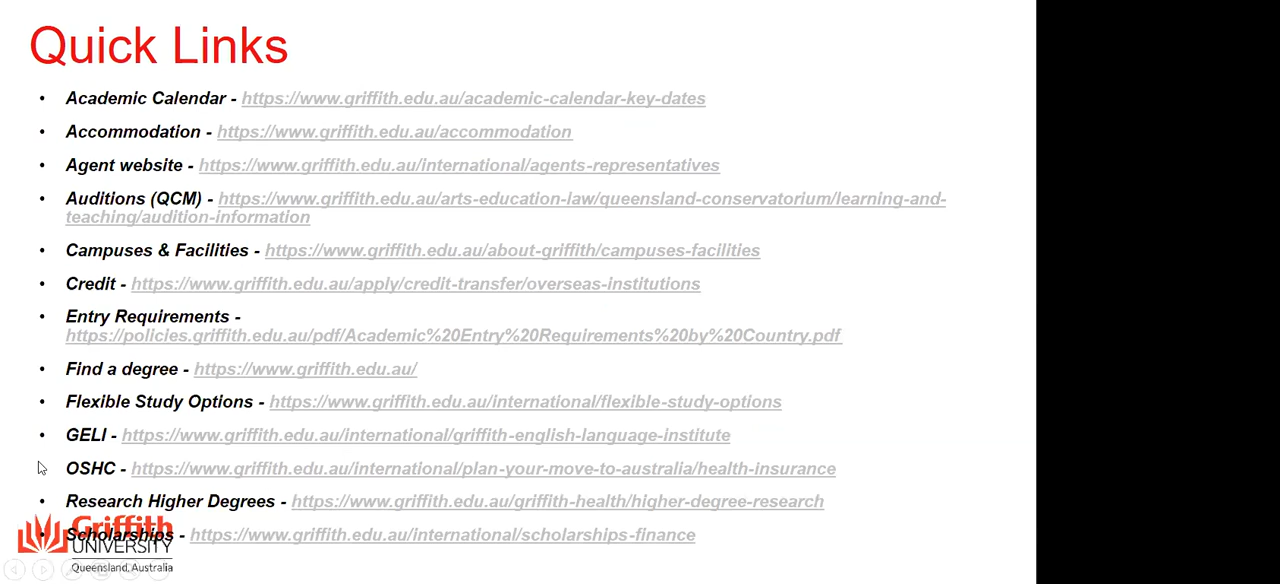 Quick Links
• Academic Calendar - https://www.griffith.edu.au/academic-calendar-key-dates
• Accommodation - https://www.griffith.edu.au/accommodation
• Agent website - https://www.griffith.edu.au/international/agents-representatives
• Auditions (QCM) - https://www.griffith.edu.au/arts-education-law/queensland-conservatorium/learning-and-
teaching/audition-information
• Campuses & Facilities - https://www.griffith.edu.au/about-griffith/campuses-facilities
• Credit - https://www.griffith.edu.au/apply/credit-transfer/overseas-institutions
• Entry Requirements -
https://policies.griffith.edu.au/pdf/Academic%20Entry%20Requirements%20by%20Country.pdf
• Find a degree - https://www.griffith.edu.au/
• Flexible Study Options - https://www.griffith.edu.au/international/flexible-study-options
• GELI - https://www.griffith.edu.au/international/griffith-english-language-institute
• OSHC - https://www.griffith.edu.au/international/plan-your-move-to-australia/health-insurance
• Research Higher Degrees - https://www.griffith.edu.au/griffith-health/higher-degree-research
• Scholarships - https://www.griffith.edu.au/international/scholarships-finance
Griffith
UNIVERSITY
Queensland, Australia